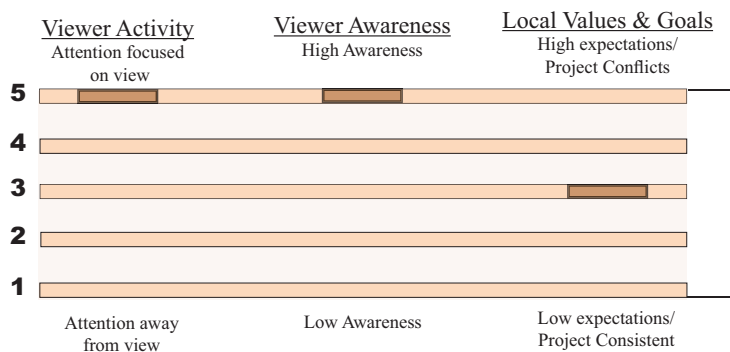 Viewer Activity
Attention focused
on view
Viewer Awareness
High Awareness
Local Values & Goals
High expectations/
Project Conflicts
5
4
3
2
1
Attention away
from view
Low Awareness
Low expectations/
Project Consistent